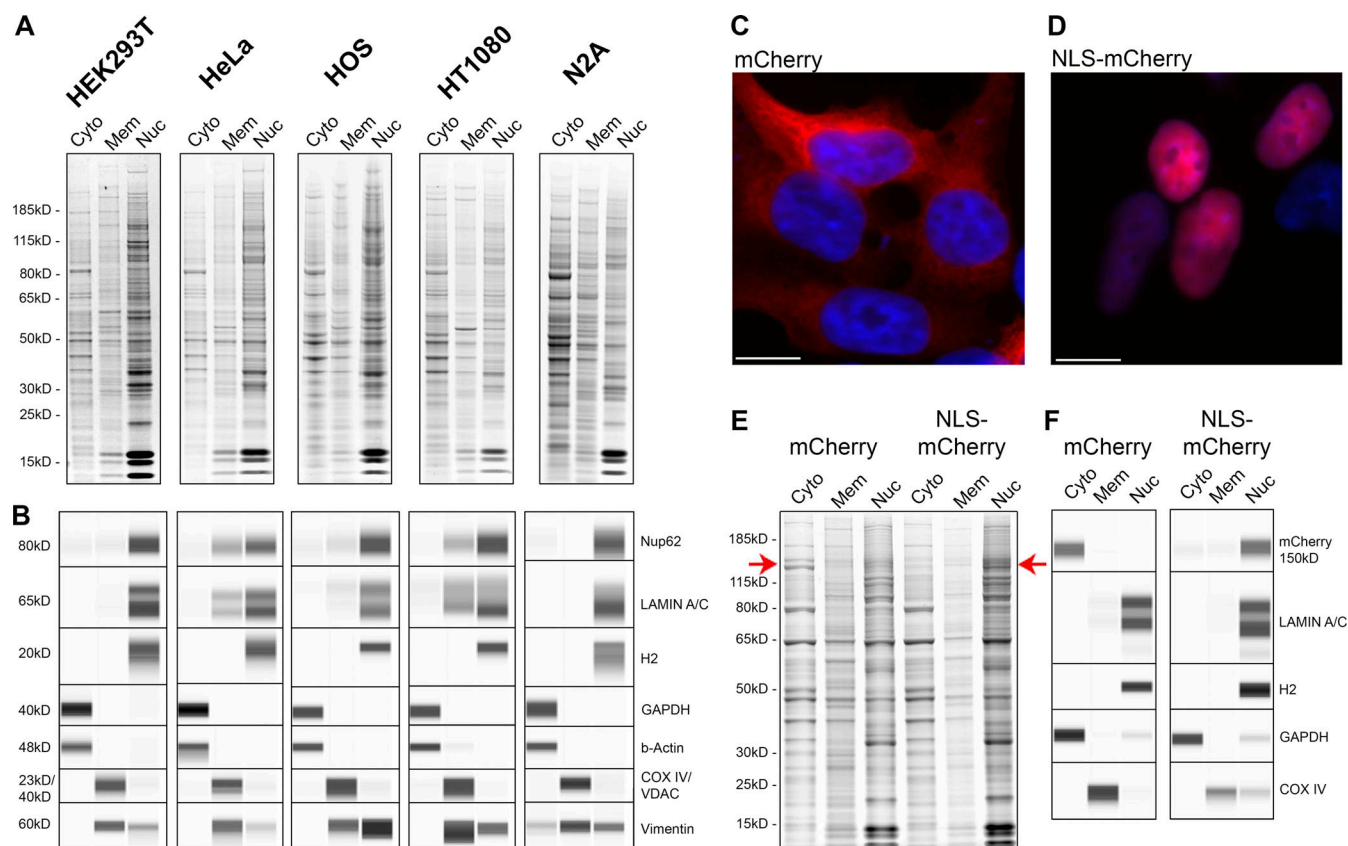 A
HEK293T
HeLa
HOS
HT1080
N2A
Cyto Mem Nuc
Cyto Mem Nuc
Cyto Mem Nuc
Cyto Mem Nuc
Cyto Mem Nuc
185kD -
115kD -
80kD -
65kD -
50kD -
30kD -
25kD -
15kD -
B
80kD
65kD
20kD
40kD
48kD
23kD/
40kD
60kD
Nup62
LAMIN A/C
H2
GAPDH
b-Actin
COX IV/
VDAC
Vimentin
C
mCherry
D
NLS-mCherry
E
mCherry
NLS-
mCherry
Cyto Mem Nuc Cyto Mem Nuc
185kD -
115kD -
80kD -
65kD -
50kD -
30kD -
25kD -
15kD -
F
mCherry
NLS-
mCherry
Cyto Mem Nuc
Cyto Mem Nuc
mCherry
150kD
LAMIN A/C
H2
GAPDH
COX IV